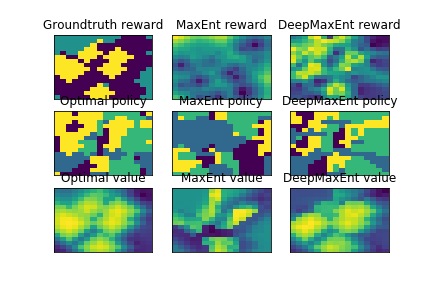 Groundtruth reward MaxEnt reward DeepMaxEnt reward
Optimal policy MaxEnt policy DeepMaxEnt policy
Optimal value MaxEnt value DeepMaxEnt value